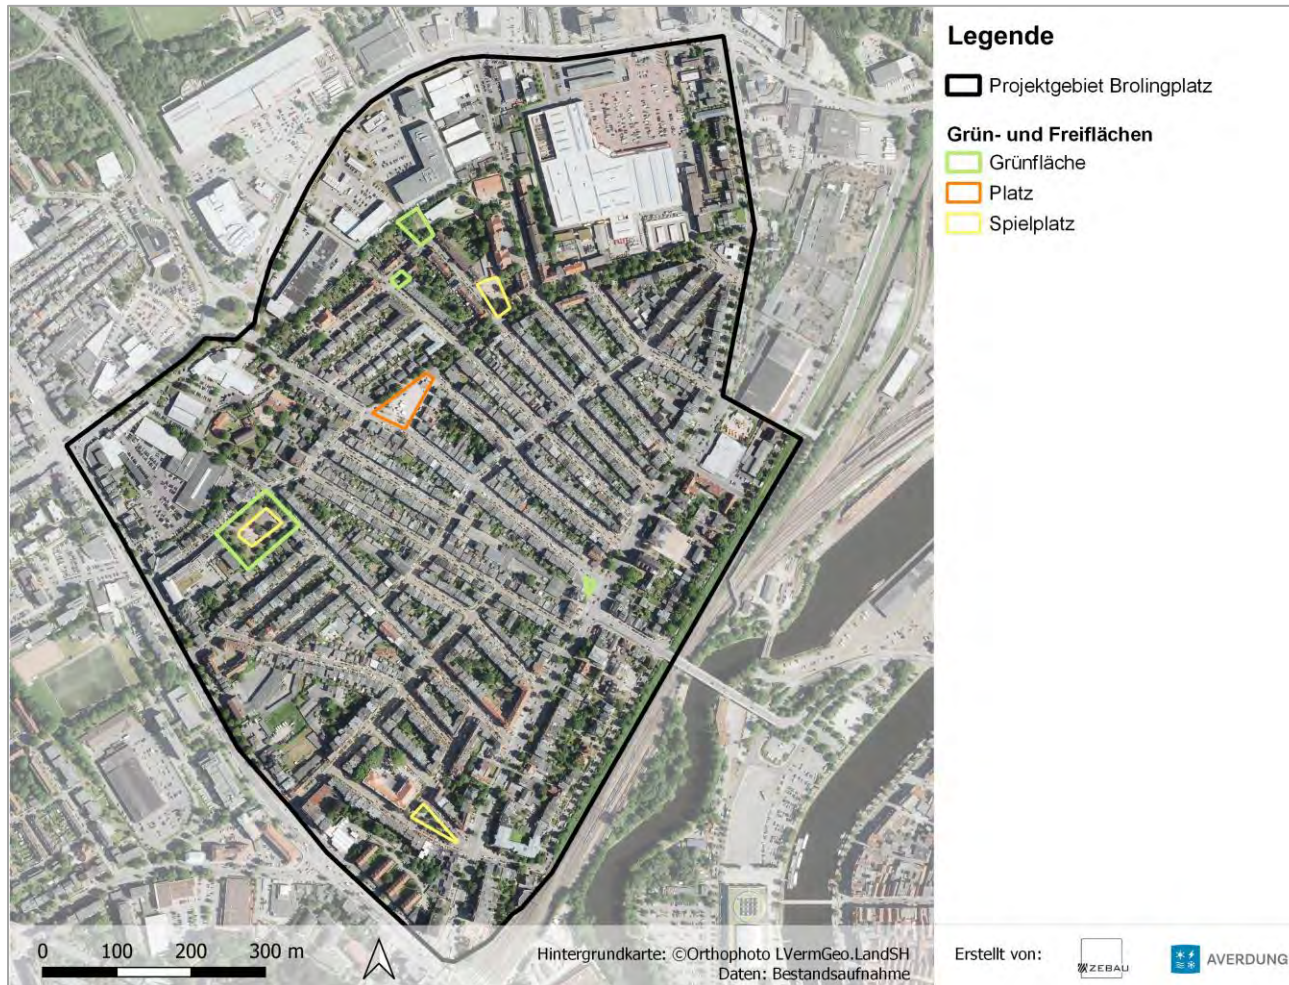 Legende
Projektgebiet Brolingplatz
Grün- und Freiflächen
Grünfläche
Platz
Spielplatz
0 100 200 300 m
Hintergrundkarte: ©Orthophoto LVermGeo.LandSH
Daten: Bestandsaufnahme
Erstellt von:
ZEBAU
AVERDUNG